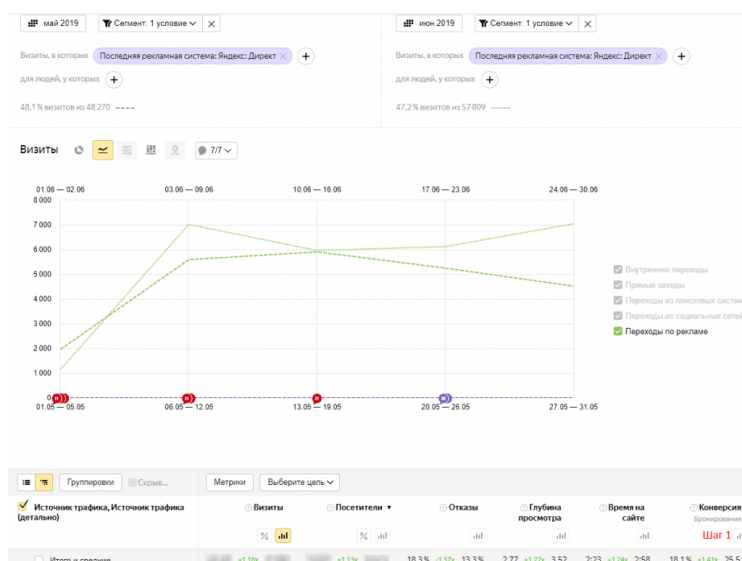 май 2019 Сегмент: 1 условие
июн 2019 Сегмент: 1 условие
Визиты, в которых Последняя рекламная система: Яндекс: Директ
Визиты, в которых Последняя рекламная система: Яндекс: Директ
для людей, у которых
для людей, у которых
48,1 % визитов из 48 270
47,2 % визитов из 57 809
Визиты 7/7
01.06 — 02.06 03.06 — 09.06 10.06 — 16.06 17.06 — 23.06 24.06 — 30.06
8 000
7 000
6 000
5 000
4 000
3 000
2 000
1 000
0
01.05 — 05.05 06.05 — 12.05 13.05 — 19.05 20.05 — 26.05 27.05 — 31.05
Внутренние переходы
Прямые заходы
Переходы из поисковых систем
Переходы из социальных сетей
Переходы по рекламе
Группировки Скрыв... Метрики Выберите цель
Источник трафика, Источник трафика (детально)
Визиты
Посетители
Отказы
Глубина просмотра
Время на сайте
Конверсия
Бронирование
Шаг 1
% %
Итого и средние 18,3 % 13,3 % 2,77 3,52 2:23 2:58 18,1 %